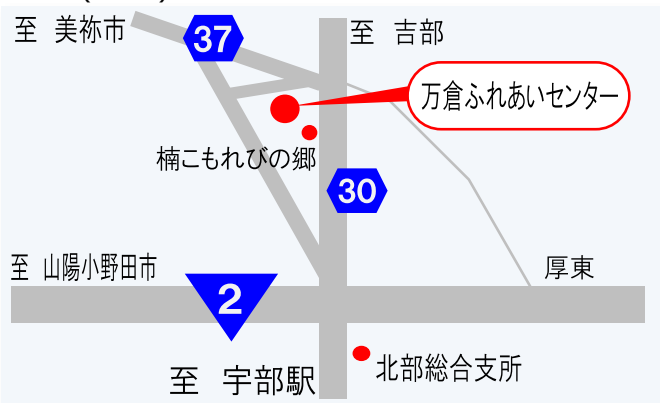 至 美祢市
37
至 吉部
万倉ふれあいセンター
楠こもれびの郷
30
至 山陽小野田市
厚東
2
北部総合支所
至 宇部駅